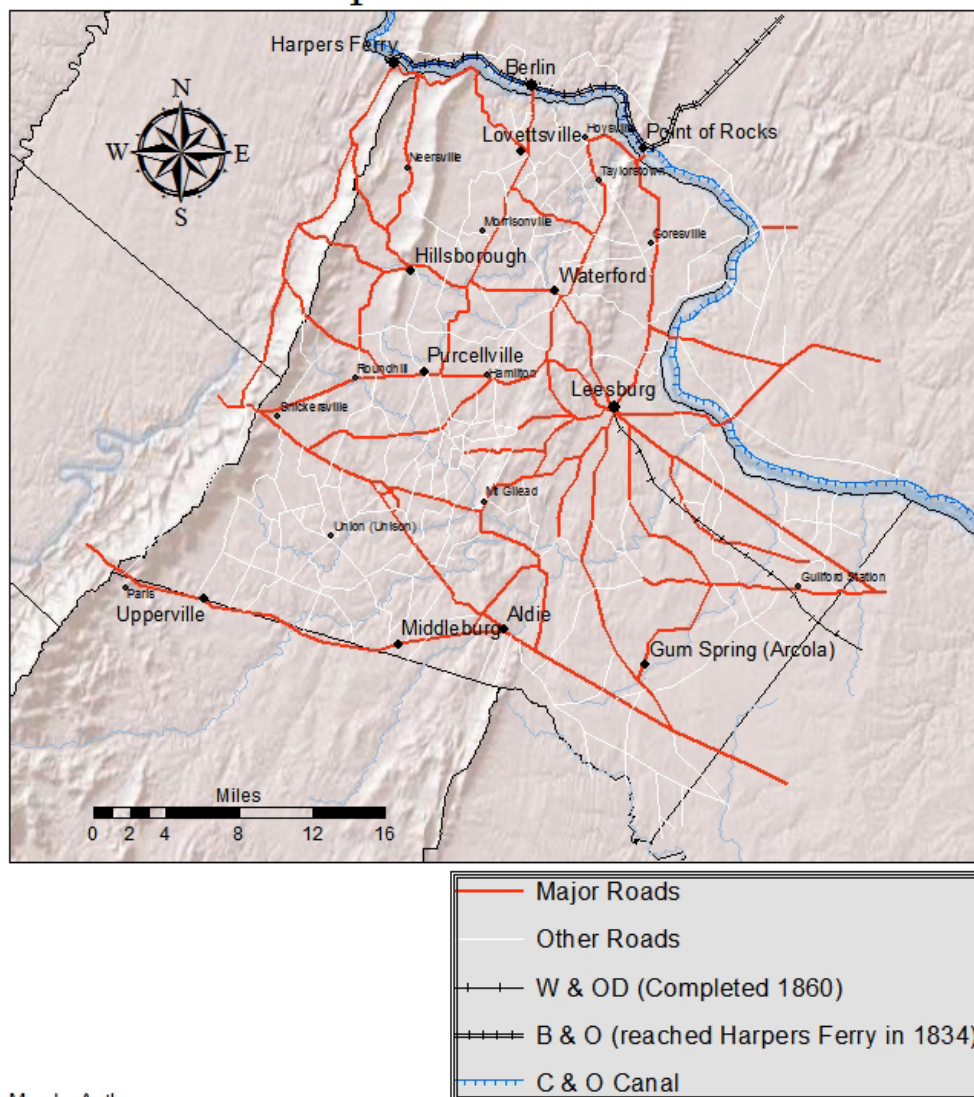 Harpers Ferry
Berlin
N
W E
S
Lovettsville
Point of Rocks
Neersville
Taylorstown
Morrisonville
Goresville
Hillsborough
Waterford
Roundhill
Purcellville
Hamilton
Leesburg
Snickersville
Mt Gilead
Union (Unison)
Paris
Upperville
Guilford Station
Middleburg
Aldie
Gum Spring (Arcola)
Miles
0 2 4 8 12 16
Major Roads
Other Roads
W & OD (Completed 1860)
B & O (reached Harpers Ferry in 1834)
C & O Canal